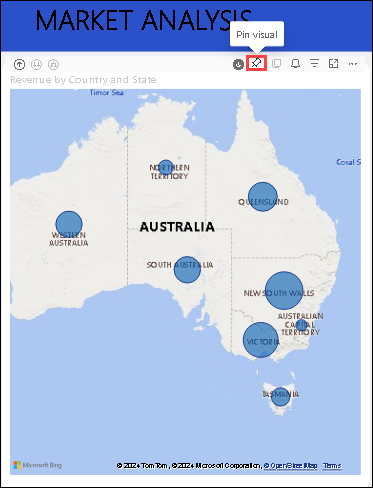 MARKET ANALYSIS
Pin visual
Revenue by Country and State
Timor Sea
Coral S
NORTHERN
TERRITORY
QUEENSLAND
WESTERN
AUSTRALIA
AUSTRALIA
SOUTH AUSTRALIA
NEW SOUTH WALES
AUSTRALIAN
CAPITAL
TERRITORY
VICTORIA
TASMANIA
Microsoft Bing
© 2024 TomTom, © 2024 Microsoft Corporation, © OpenStreetMap Terms